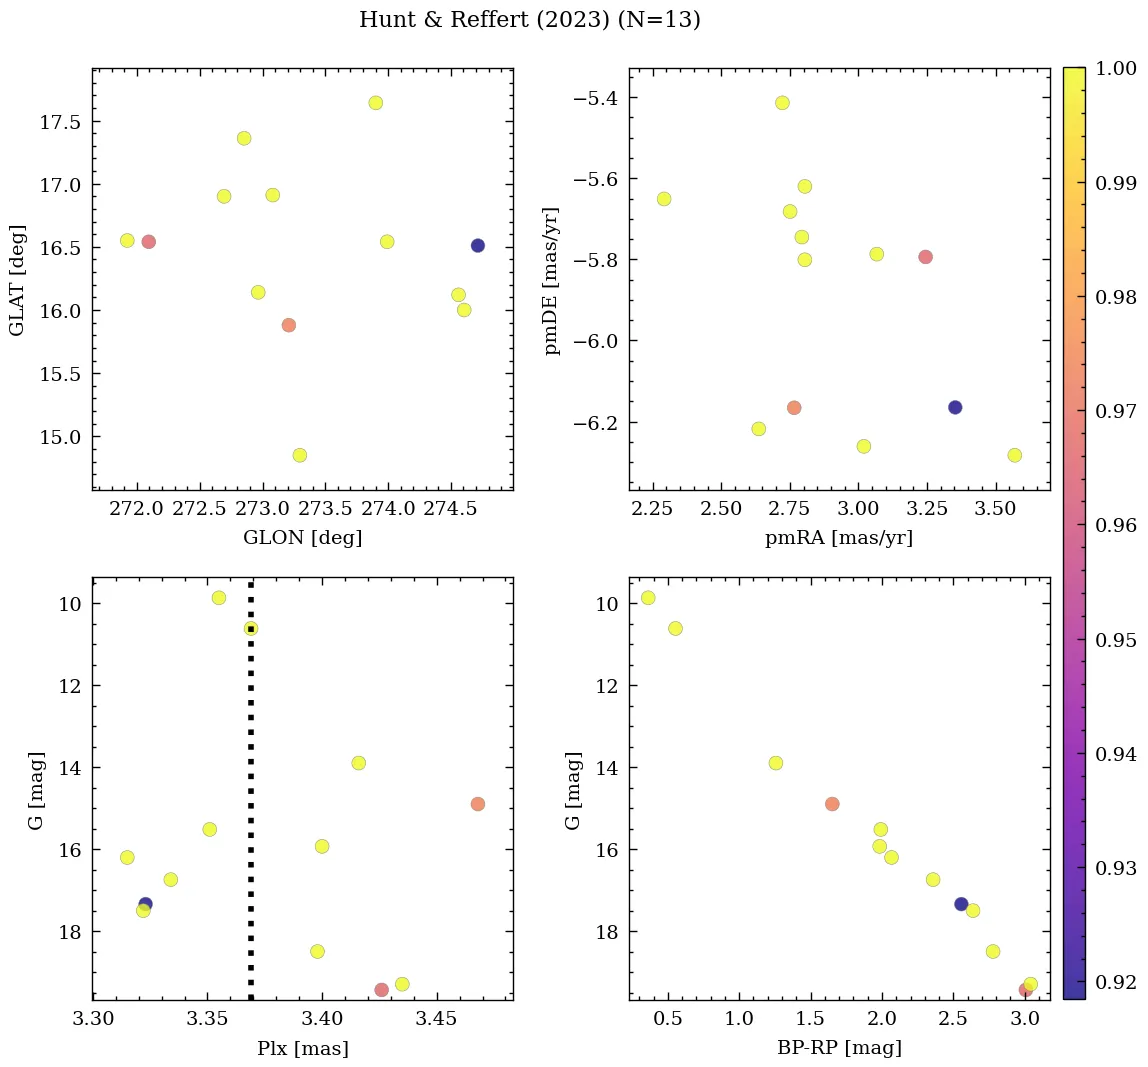 Hunt & Reffert (2023) (N=13)
17.5
17.0
16.5
16.0
15.5
15.0
GLAT [deg]
272.0 272.5 273.0 273.5 274.0 274.5
GLON [deg]
−5.4
−5.6
−5.8
−6.0
−6.2
pmDE [mas/yr]
2.25 2.50 2.75 3.00 3.25 3.50
pmRA [mas/yr]
10
12
14
16
18
G [mag]
3.30 3.35 3.40 3.45
Plx [mas]
10
12
14
16
18
G [mag]
0.5 1.0 1.5 2.0 2.5 3.0
BP-RP [mag]
1.00
0.99
0.98
0.97
0.96
0.95
0.94
0.93
0.92